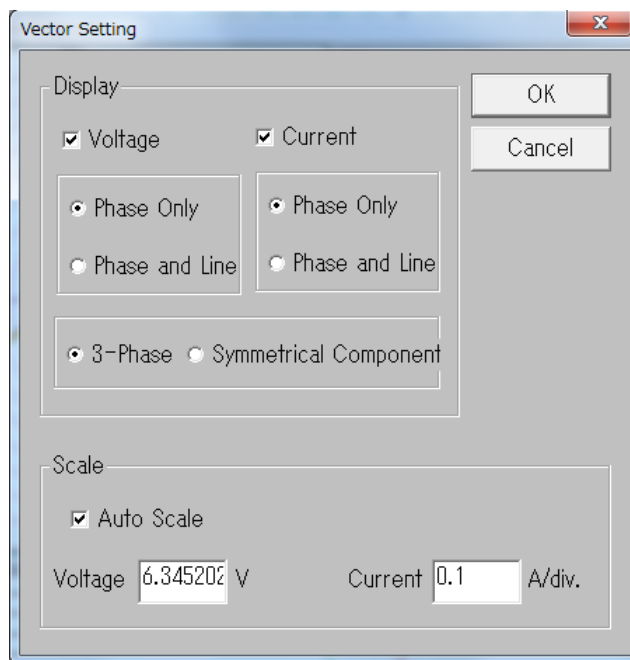 Vector Setting
Display
OK
Voltage
Current
Cancel
Phase Only
Phase Only
Phase and Line
Phase and Line
3-Phase Symmetrical Component
Scale
Auto Scale
Voltage 6.345202 V Current 0.1 A/div.